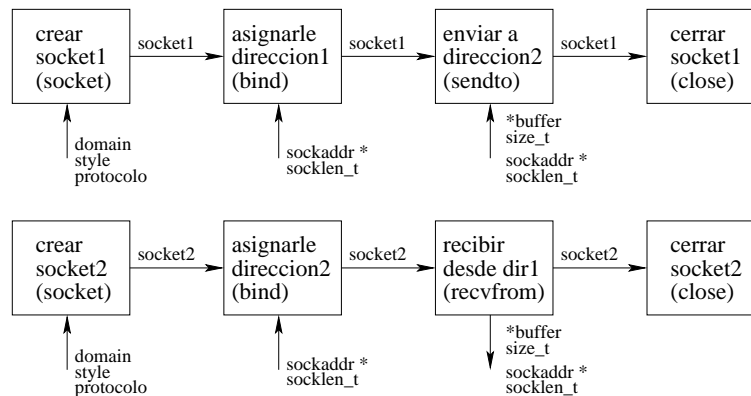 crear
socket1
(socket)
socket1
asignarle
direccion1
(bind)
socket1
enviar a
direccion2
(sendto)
socket1
cerrar
socket1
(close)
domain
style
protocolo
sockaddr *
socklen_t
*buffer
size_t
sockaddr *
socklen_t
crear
socket2
(socket)
socket2
asignarle
direccion2
(bind)
socket2
recibir
desde dir1
(recvfrom)
socket2
cerrar
socket2
(close)
domain
style
protocolo
sockaddr *
socklen_t
*buffer
size_t
sockaddr *
socklen_t